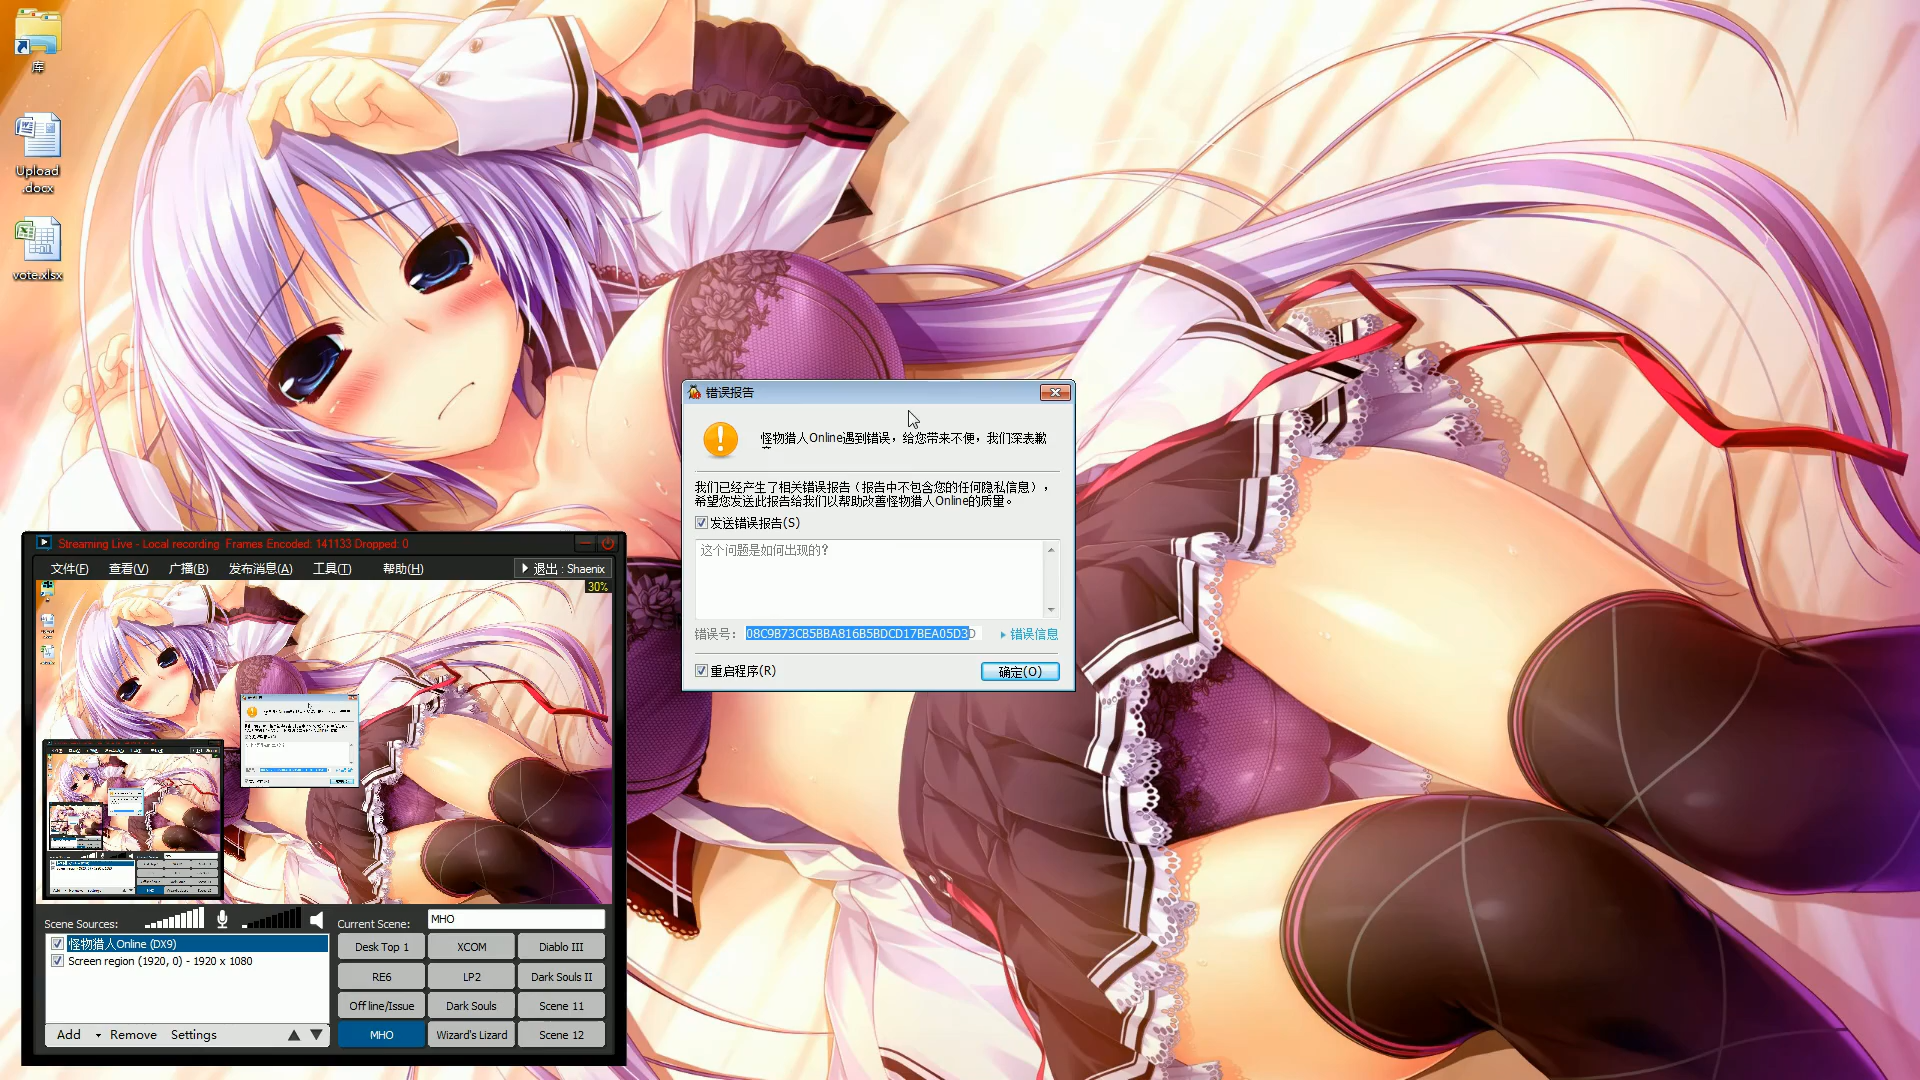 库
Upload
.docx
vote.xlsx
错误报告
怪物猎人Online遇到错误，给您带来不便，我们深表歉
我们已经产生了相关错误报告（报告中不包含您的任何隐私信息），
希望您发送此报告给我们以帮助改善怪物猎人Online的质量。
发送错误报告(S)
这个问题是如何出现的?
错误号： 08C9B73CB5BBA816B5BDCD17BEA05D3D 错误信息
重启程序(R) 确定(O)
Streaming Live - Local recording Frames Encoded: 141133 Dropped: 0
文件(F) 查看(V) 广播(B) 发布消息(A) 工具(T) 帮助(H) 退出 : Shaenix
30%
Scene Sources: Current Scene: MHO
怪物猎人Online (DX9)
Screen region (1920, 0) - 1920 x 1080
Add Remove Settings
Desk Top 1 XCOM Diablo III
RE6 LP2 Dark Souls II
Off line/Issue Dark Souls Scene 11
MHO Wizard's Lizard Scene 12